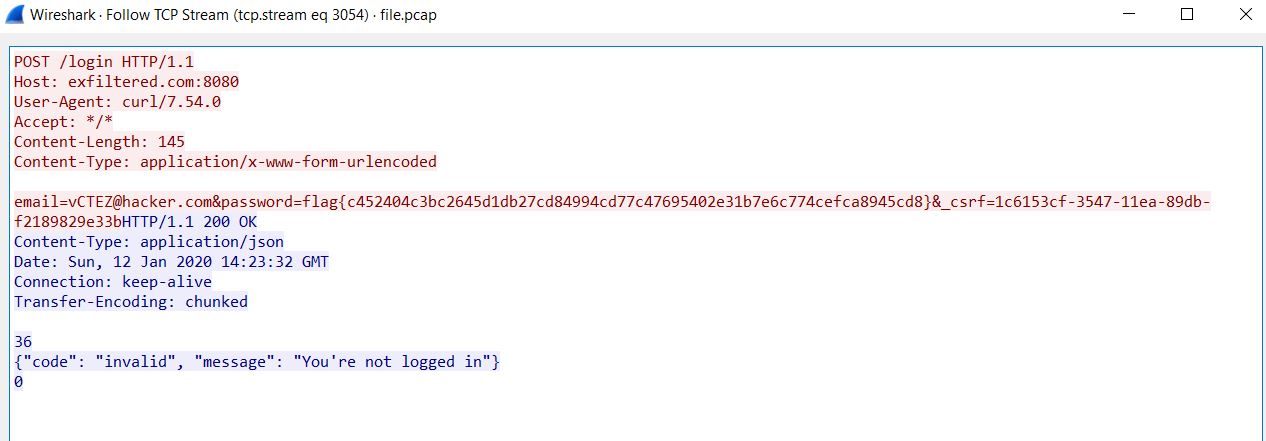 Wireshark · Follow TCP Stream (tcp.stream eq 3054) · file.pcap
POST /login HTTP/1.1
Host: exfiltered.com:8080
User-Agent: curl/7.54.0
Accept: */*
Content-Length: 145
Content-Type: application/x-www-form-urlencoded
email=vCTEZ@hacker.com&password=flag{c452404c3bc2645d1db27cd84994cd77c47695402e31b7e6c774cefca8945cd8}&_csrf=1c6153cf-3547-11ea-89db-
f2189829e33bHTTP/1.1 200 OK
Content-Type: application/json
Date: Sun, 12 Jan 2020 14:23:32 GMT
Connection: keep-alive
Transfer-Encoding: chunked
36
{"code": "invalid", "message": "You're not logged in"}
0